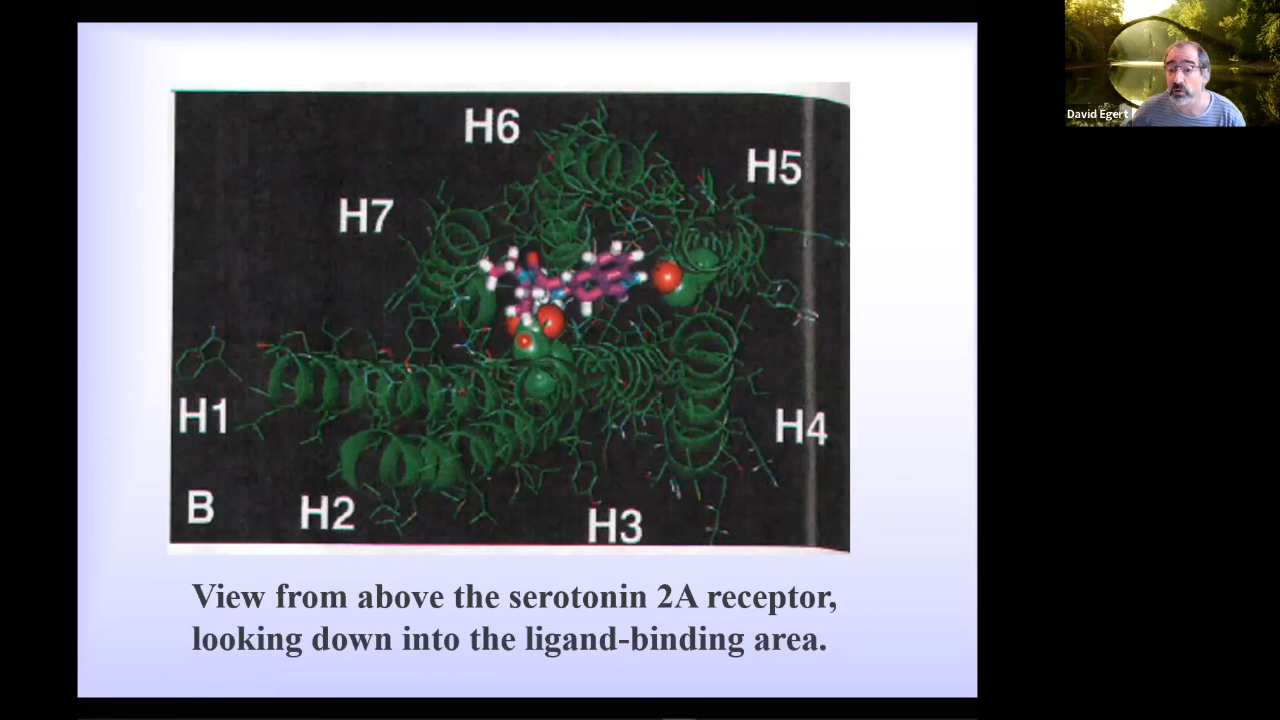 H6
H5
H7
H1
H4
B
H2
H3
View from above the serotonin 2A receptor,
looking down into the ligand-binding area.
David Egert